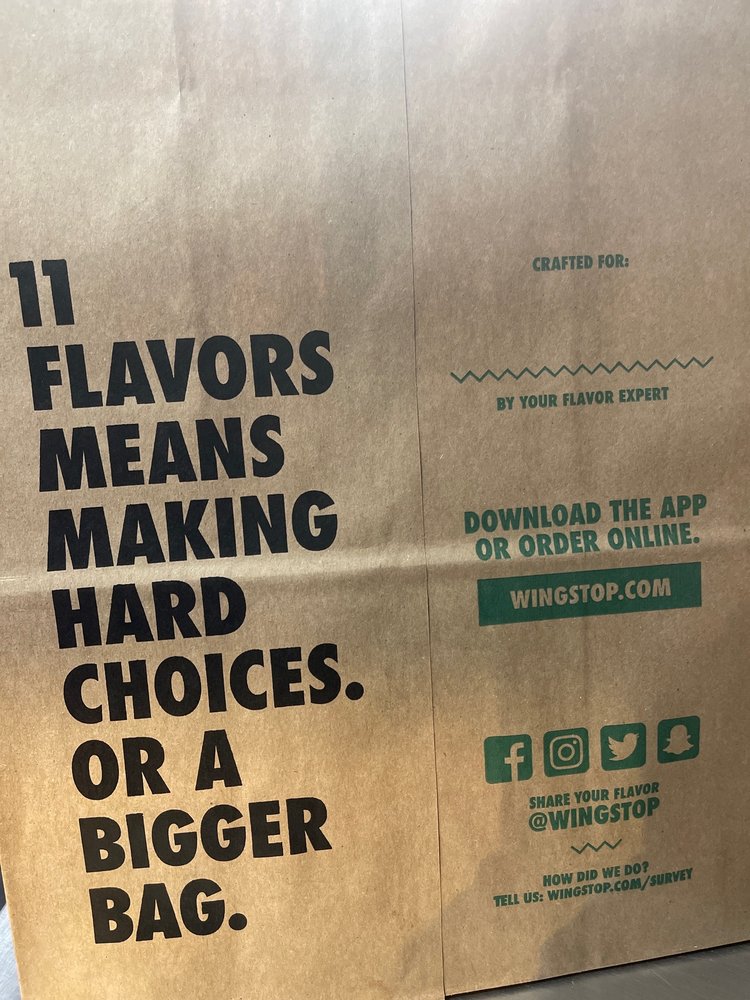 11
FLAVORS
MEANS
MAKING
HARD
CHOICES.
OR A
BIGGER
BAG.
CRAFTED FOR:
BY YOUR FLAVOR EXPERT
DOWNLOAD THE APP
OR ORDER ONLINE.
WINGSTOP.COM
SHARE YOUR FLAVOR
@WINGSTOP
HOW DID WE DO?
TELL US: WINGSTOP.COM/SURVEY